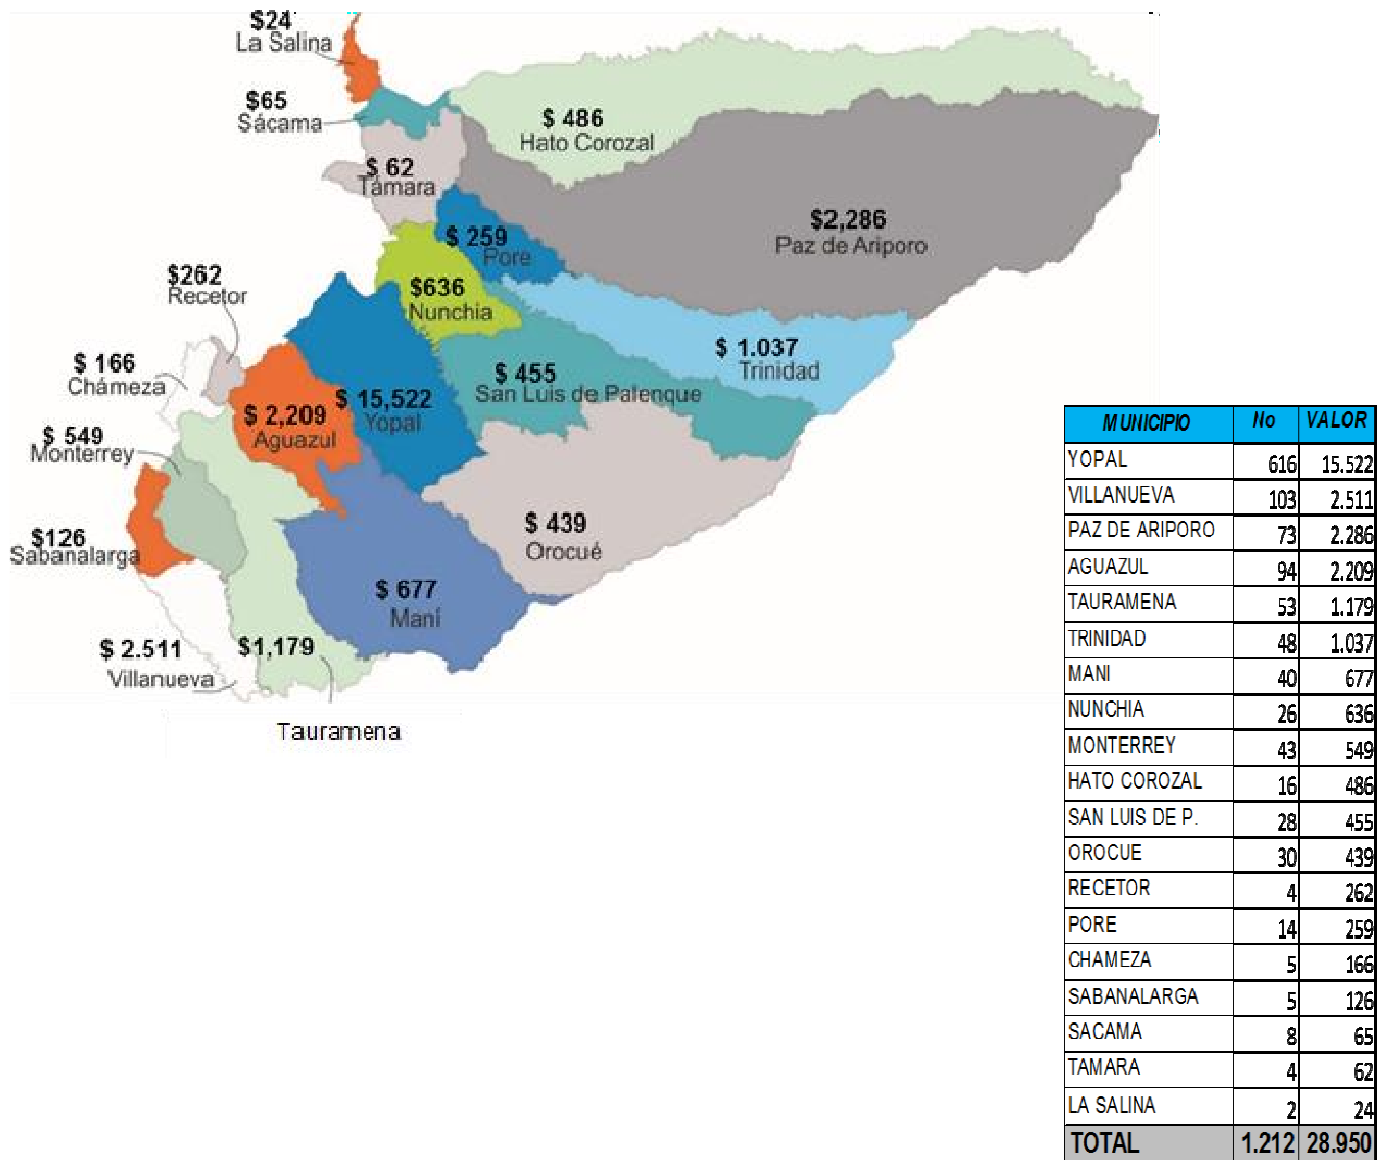 $24
La Salina
$65
Sácama
$ 486
Hato Corozal
$ 62
Támara
$2,286
Paz de Ariporo
$ 259
Pore
$262
Recetor
$636
Nunchia
$ 1.037
Trinidad
$ 166
Chámeza
$ 455
San Luis de Palenque
$ 15,522
Yopal
$ 2,209
Aguazul
$ 549
Monterrey
$126
Sabanalarga
$ 439
Orocué
$ 677
Maní
$ 2.511
Villanueva
$1,179
Tauramena
MUNICIPIO No VALOR
YOPAL 616 15.522
VILLANUEVA 103 2.511
PAZ DE ARIPORO 73 2.286
AGUAZUL 94 2.209
TAURAMENA 53 1.179
TRINIDAD 48 1.037
MANI 40 677
NUNCHIA 26 636
MONTERREY 43 549
HATO COROZAL 16 486
SAN LUIS DE P. 28 455
OROCUE 30 439
RECETOR 4 262
PORE 14 259
CHAMEZA 5 166
SABANALARGA 5 126
SACAMA 8 65
TAMARA 4 62
LA SALINA 2 24
TOTAL 1.212 28.950